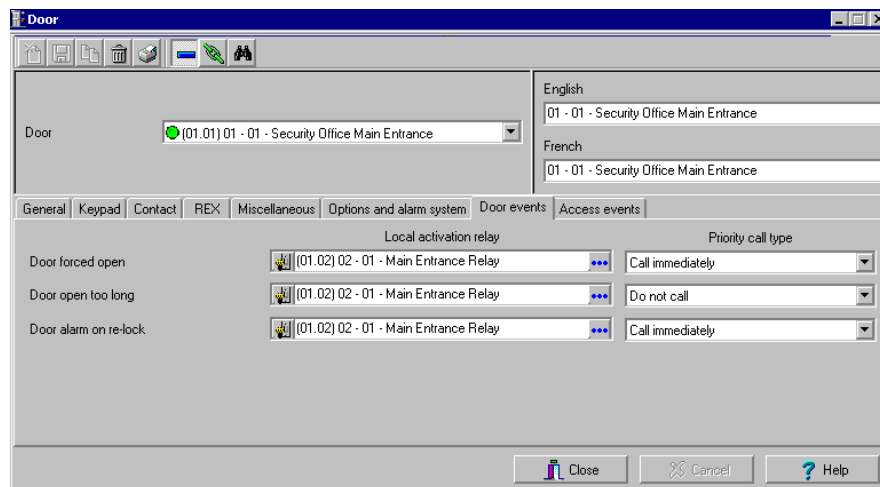 Door
English
01 - 01 - Security Office Main Entrance
Door (01.01) 01 - 01 - Security Office Main Entrance
French
01 - 01 - Security Office Main Entrance
General Keypad Contact REX Miscellaneous Options and alarm system Door events Access events
Local activation relay Priority call type
Door forced open (01.02) 02 - 01 - Main Entrance Relay ••• Call immediately
Door open too long (01.02) 02 - 01 - Main Entrance Relay ••• Do not call
Door alarm on re-lock (01.02) 02 - 01 - Main Entrance Relay ••• Call immediately
Close Cancel ? Help